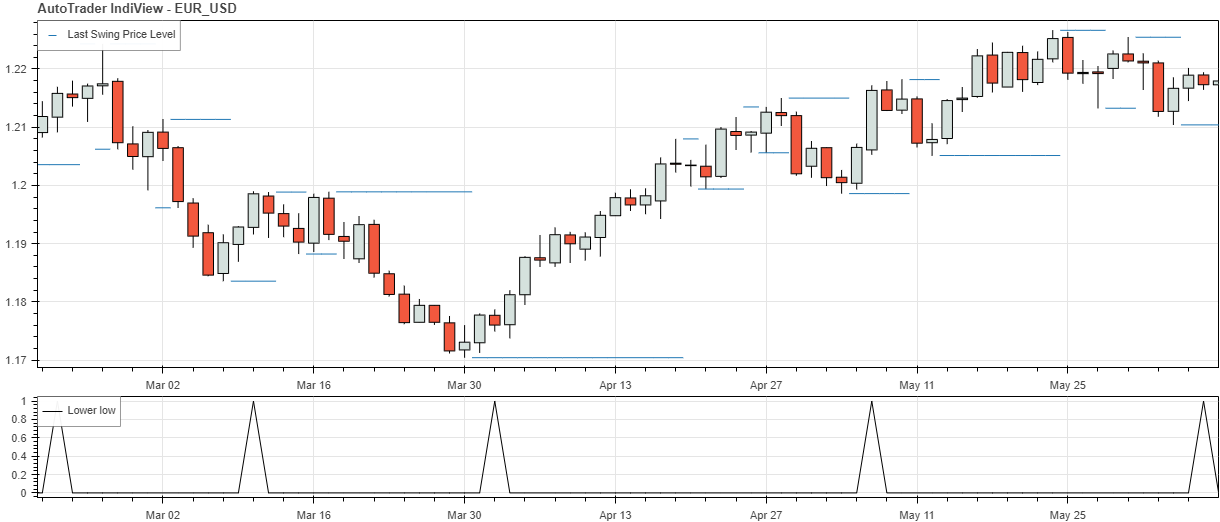 AutoTrader IndiView - EUR_USD
Last Swing Price Level
1.22
1.21
1.2
1.19
1.18
1.17
Mar 02 Mar 16 Mar 30 Apr 13 Apr 27 May 11 May 25
Lower low
1
0.8
0.6
0.4
0.2
0
Mar 02 Mar 16 Mar 30 Apr 13 Apr 27 May 11 May 25